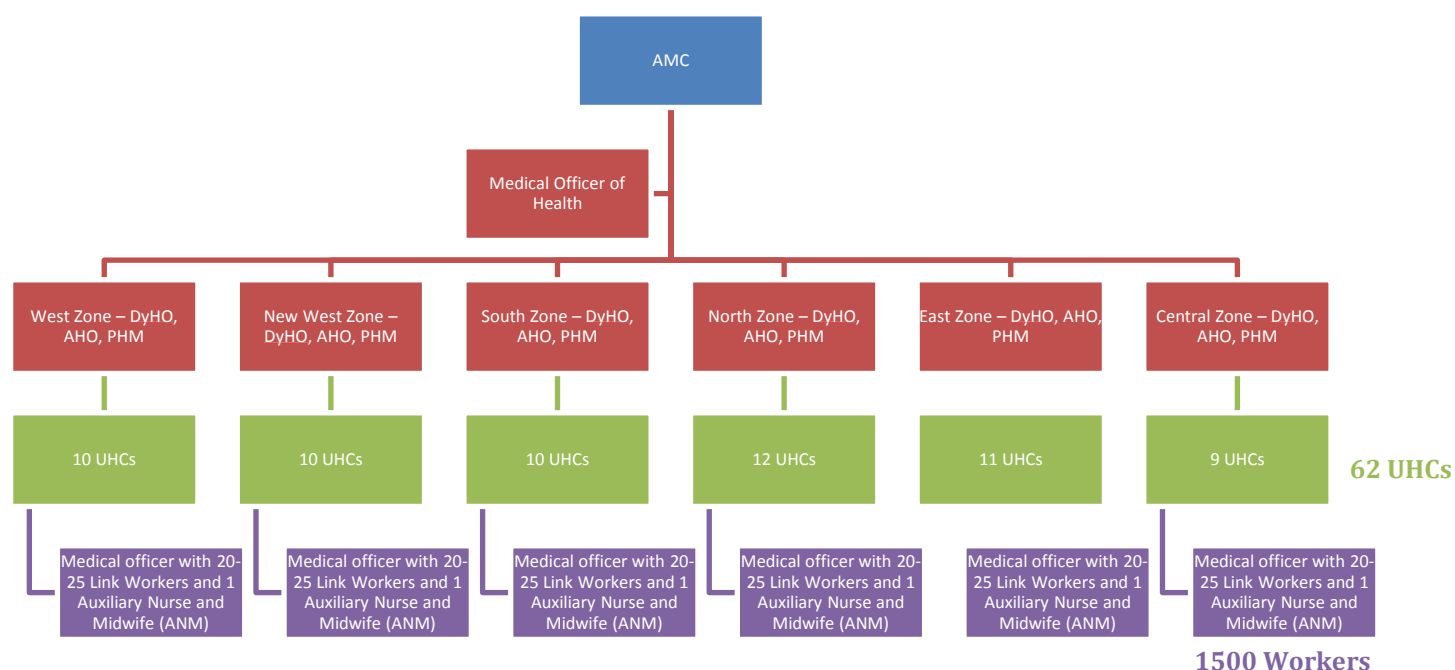 AMC
Medical Officer of
Health
West Zone – DyHO,
AHO, PHM
New West Zone –
DyHO, AHO, PHM
South Zone – DyHO,
AHO, PHM
North Zone – DyHO,
AHO, PHM
East Zone – DyHO, AHO,
PHM
Central Zone – DyHO,
AHO, PHM
10 UHCs
10 UHCs
10 UHCs
12 UHCs
11 UHCs
9 UHCs
62 UHCs
Medical officer with 20-
25 Link Workers and 1
Auxiliary Nurse and
Midwife (ANM)
Medical officer with 20-
25 Link Workers and 1
Auxiliary Nurse and
Midwife (ANM)
Medical officer with 20-
25 Link Workers and 1
Auxiliary Nurse and
Midwife (ANM)
Medical officer with 20-
25 Link Workers and 1
Auxiliary Nurse and
Midwife (ANM)
Medical officer with 20-
25 Link Workers and 1
Auxiliary Nurse and
Midwife (ANM)
Medical officer with 20-
25 Link Workers and 1
Auxiliary Nurse and
Midwife (ANM)
1500 Workers